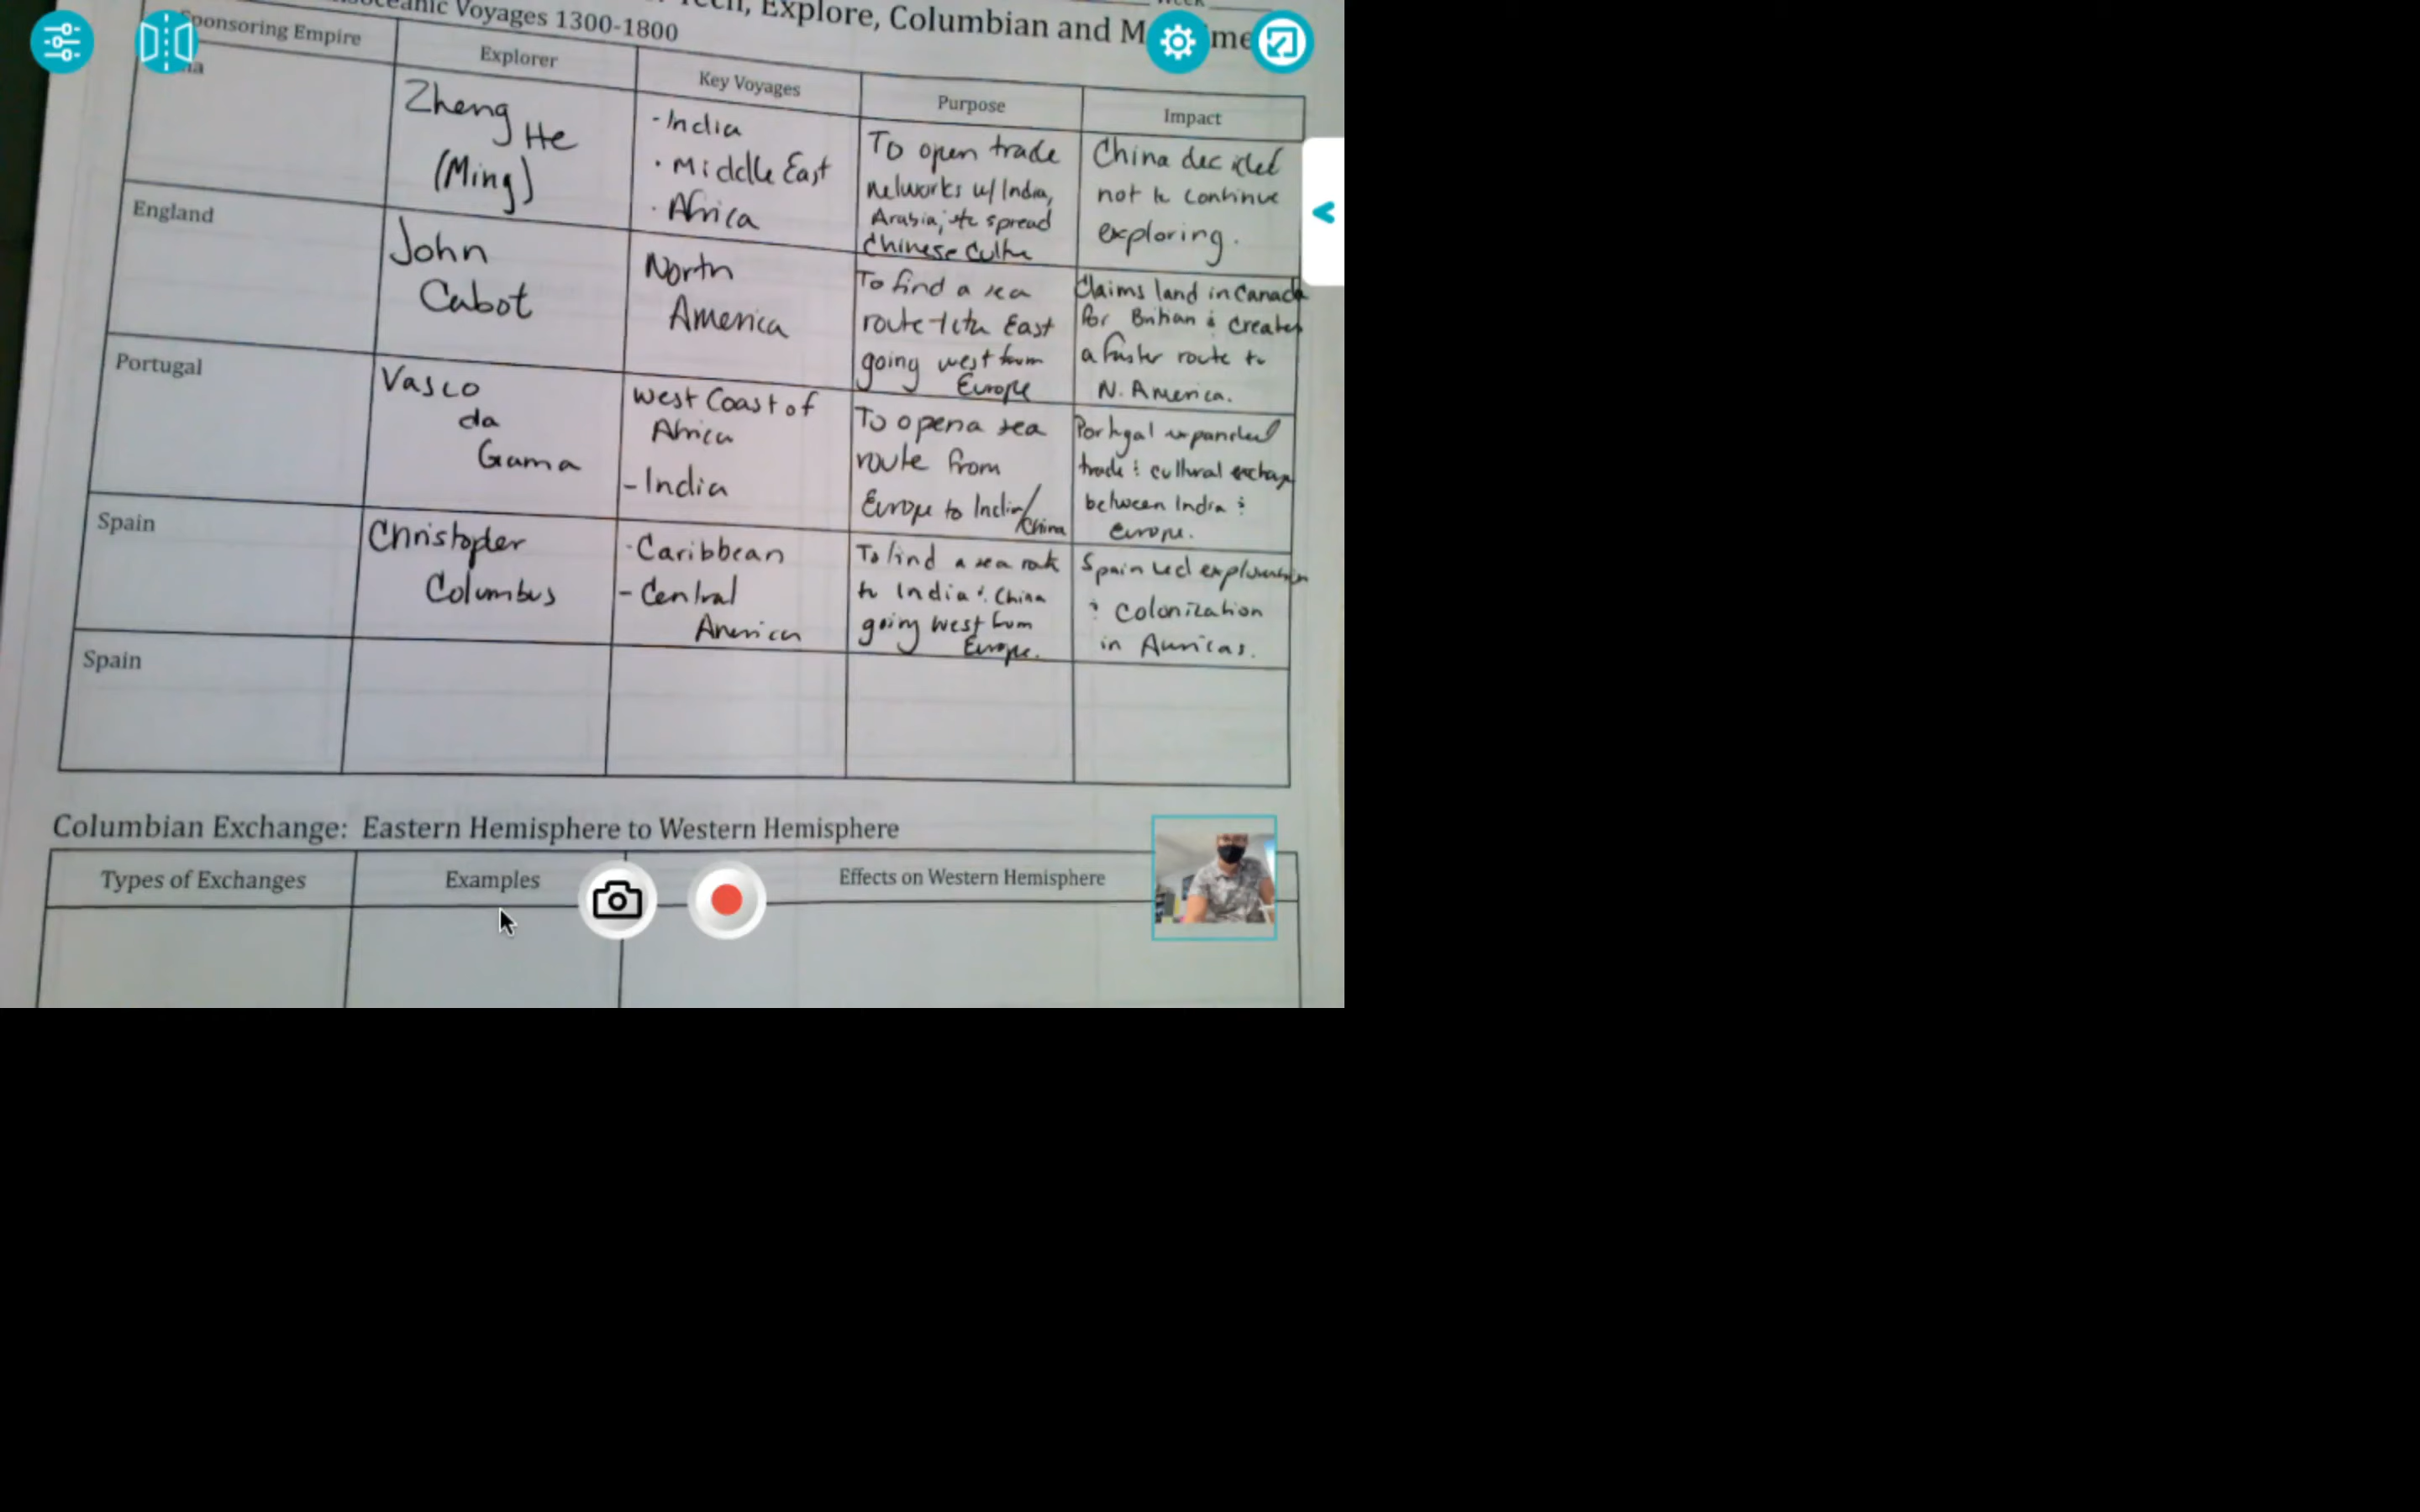 Tech, Explore, Columbian and M
me
Voyages 1300-1800
Sponsoring Empire
Explorer
Key Voyages
Purpose
Impact
Zheng
He
(Ming)
- India
· Middle East
· Africa
To open trade
networks w/ India,
Arabia, to spread
Chinese Culture
China decided
not to continue
exploring.
England
John
Cabot
North
America
To find a sea
route to the East
going west from
Europe
Claims land in Canada
for Britian & creates
a faster route to
N. America.
Portugal
Vasco
da
Gama
West Coast of
Africa
- India
To open a sea
route from
Europe to India/
China
Portugal expanded
trade & cultural exchange
between India &
Europe.
Spain
Christopler
Columbus
· Caribbean
- Central
America
To find a sea route
to India & China
going West from
Europe.
Spain led exploration
& colonization
in Americas.
Spain
Columbian Exchange: Eastern Hemisphere to Western Hemisphere
Types of Exchanges
Examples
Effects on Western Hemisphere